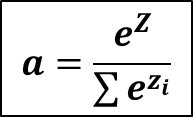 a = e^Z / ∑ e^{z_i}